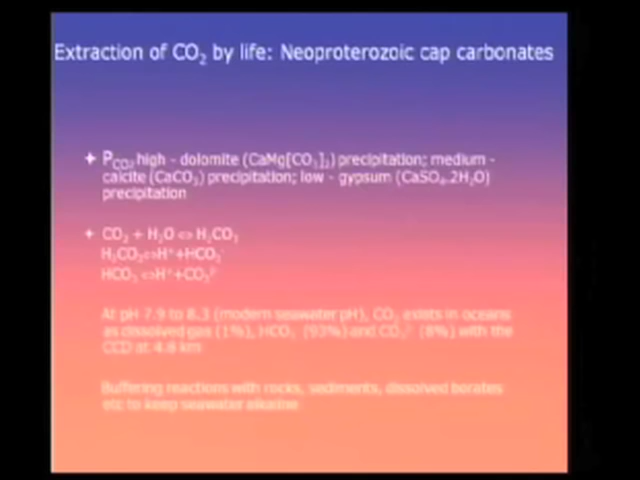 Extraction of CO₂ by life: Neoproterozoic cap carbonates
P_CO₂ high - dolomite (CaMg[CO₃]₂) precipitation; medium -
calcite (CaCO₃) precipitation; low - gypsum (CaSO₄.2H₂O)
precipitation
CO₂ + H₂O ⇔ H₂CO₃
H₂CO₃⇔H⁺+HCO₃⁻
HCO₃⁻⇔H⁺+CO₃²⁻
At pH 7.9 to 8.3 (modern seawater pH), CO₂ exists in oceans
as dissolved gas (1%), HCO₃⁻ (93%) and CO₃²⁻ (6%) with the
CCD at km
Buffering reactions with rocks, sediments, dissolved borates
etc to keep seawater alkaline